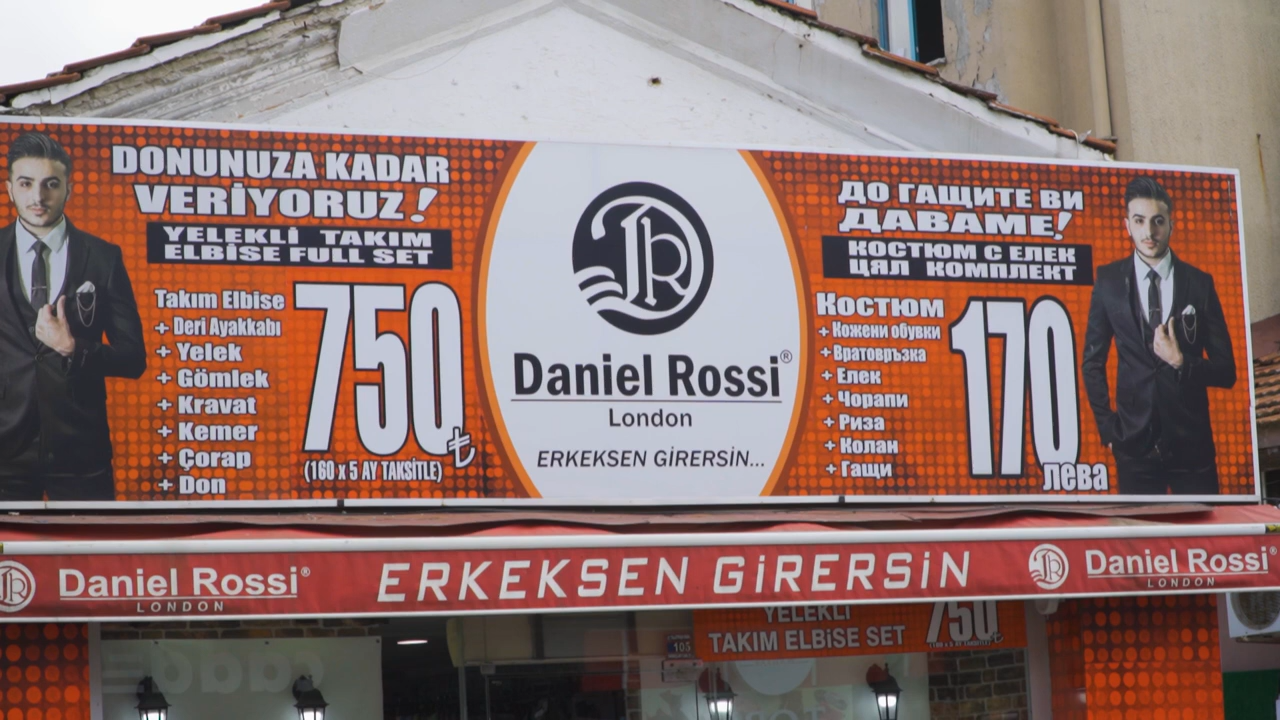 DONUNUZA KADAR
VERİYORUZ!
YELEKLİ TAKIM
ELBİSE FULL SET
Takım Elbise
+ Deri Ayakkabı
+ Yelek
+ Gömlek
+ Kravat
+ Kemer
+ Çorap
+ Don
750₺
(160 x 5 AY TAKSİTLE)
DR
Daniel Rossi®
London
ERKEKSEN GİRERSİN...
ДО ГАЩИТЕ ВИ
ДАВАМЕ!
КОСТЮМ С ЕЛЕК
ЦЯЛ КОМПЛЕКТ
Костюм
+ Кожени обувки
+ Вратовръзка
+ Елек
+ Чорапи
+ Риза
+ Колан
+ Гащи
170
лева
Daniel Rossi®
LONDON
ERKEKSEN GİRERSİN
Daniel Rossi®
LONDON
YELEKLİ
TAKIM ELBİSE SET
750₺
105